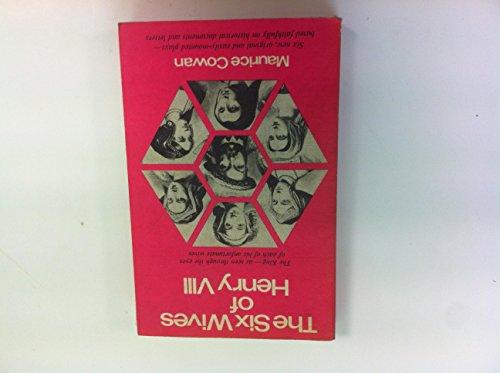 The Six Wives
of
Henry VIII
The King — as seen through the eyes
of each of his unfortunate wives
Maurice Cowan
Six new, original and easily-mounted plays —
based faithfully on historical documents and letters